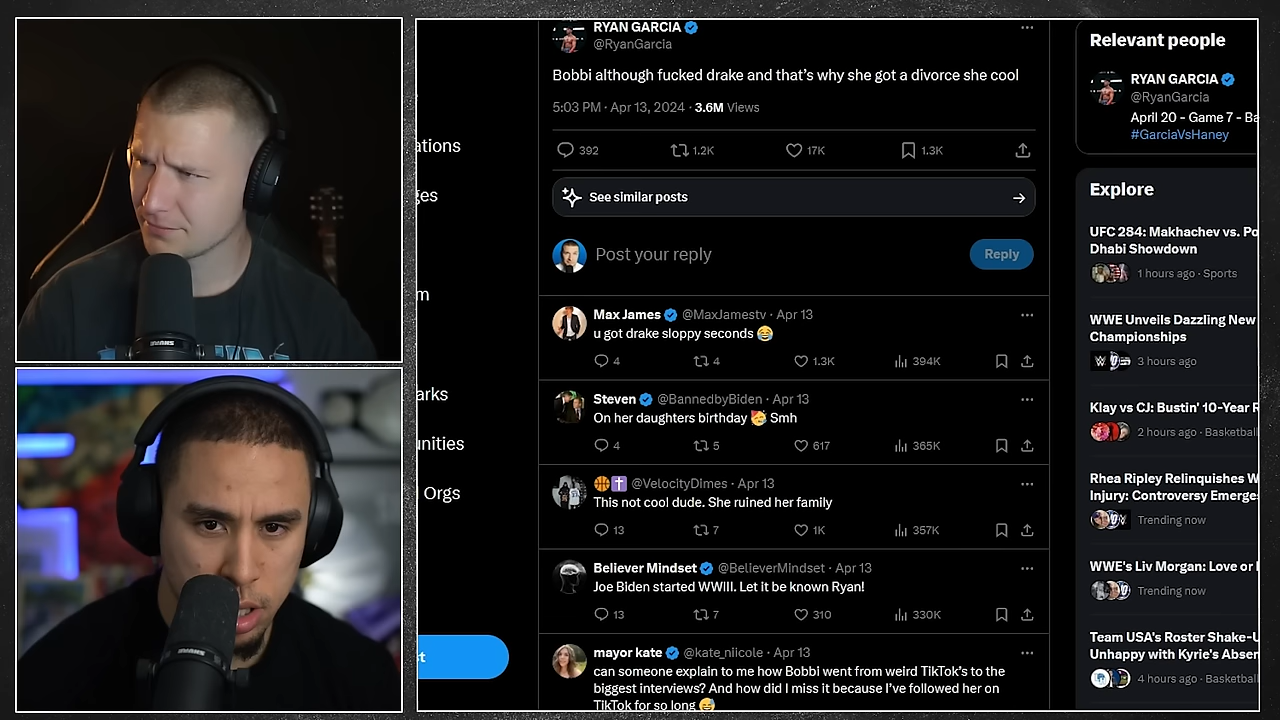 RYAN GARCIA
@RyanGarcia
Bobbi although fucked drake and that's why she got a divorce she cool
5:03 PM · Apr 13, 2024 · 3.6M Views
392 1.2K 17K 1.3K
See similar posts
Post your reply
Reply
Max James @MaxJamestv · Apr 13
u got drake sloppy seconds 😂
4 4 1.3K 394K
Steven @BannedbyBiden · Apr 13
On her daughters birthday 🥳 Smh
4 5 617 365K
🏀✝️ @VelocityDimes · Apr 13
This not cool dude. She ruined her family
13 7 1K 357K
Believer Mindset @BelieverMIndset · Apr 13
Joe Biden started WWIII. Let it be known Ryan!
13 7 310 330K
mayor kate @kate_niicole · Apr 13
can someone explain to me how Bobbi went from weird TikTok's to the
biggest interviews? And how did I miss it because I've followed her on
TikTok for so long 😅
ations
ges
m
arks
unities
Orgs
t
Relevant people
RYAN GARCIA
@RyanGarcia
April 20 - Game 7 - Ba
#GarciaVsHaney
Explore
UFC 284: Makhachev vs. Po
Dhabi Showdown
1 hours ago · Sports
WWE Unveils Dazzling New
Championships
3 hours ago
Klay vs CJ: Bustin' 10-Year R
2 hours ago · Basketball
Rhea Ripley Relinquishes W
Injury: Controversy Emerge
Trending now
WWE's Liv Morgan: Love or
Trending now
Team USA's Roster Shake-U
Unhappy with Kyrie's Absen
4 hours ago · Basketball